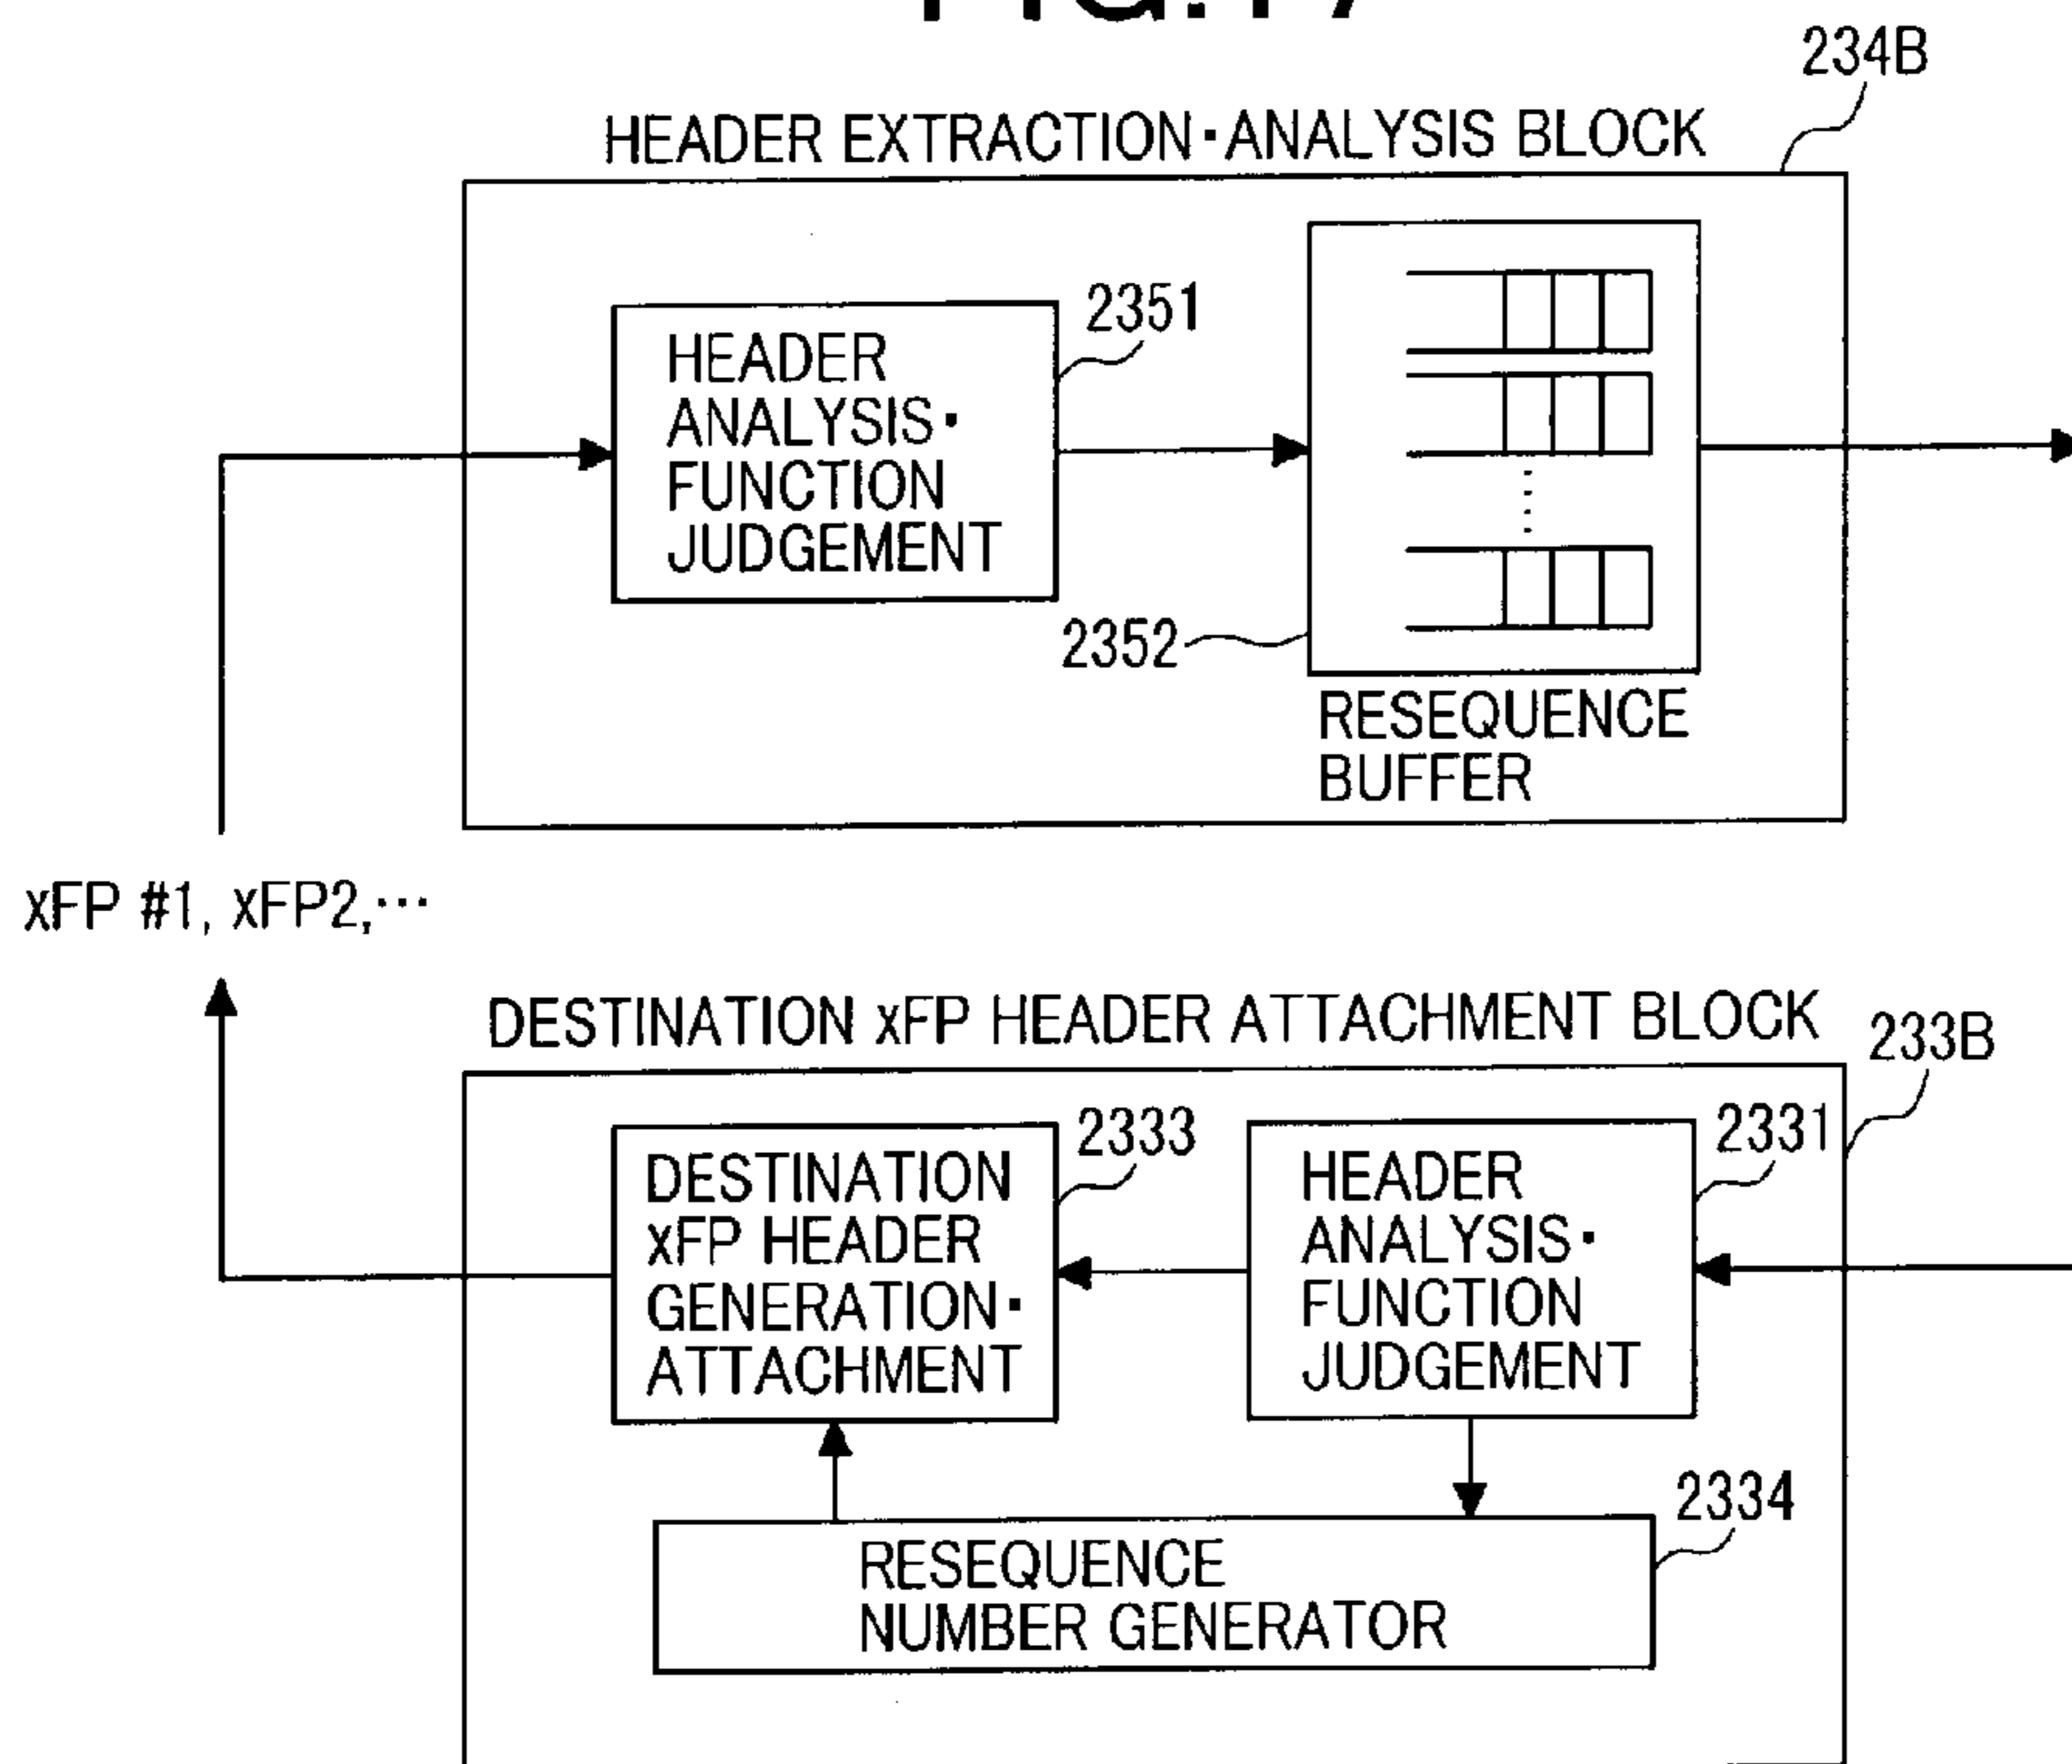 234B
HEADER EXTRACTION・ANALYSIS BLOCK
2351
HEADER
ANALYSIS・
FUNCTION
JUDGEMENT
2352
RESEQUENCE
BUFFER
xFP #1, xFP2,···
DESTINATION xFP HEADER ATTACHMENT BLOCK
233B
2333
DESTINATION
xFP HEADER
GENERATION・
ATTACHMENT
2331
HEADER
ANALYSIS・
FUNCTION
JUDGEMENT
2334
RESEQUENCE
NUMBER GENERATOR